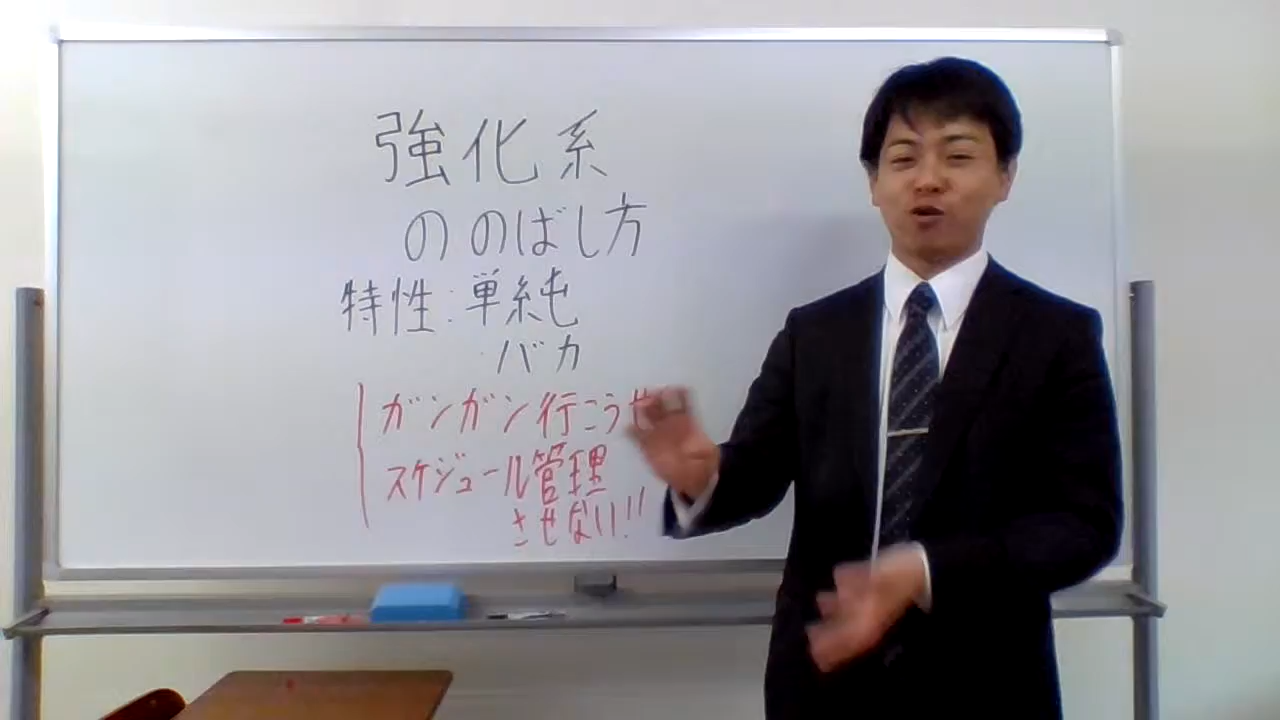 強化系
ののばし方
特性:単純
・バカ
ガンガン行こうせ
スケジュール管理
させない!!